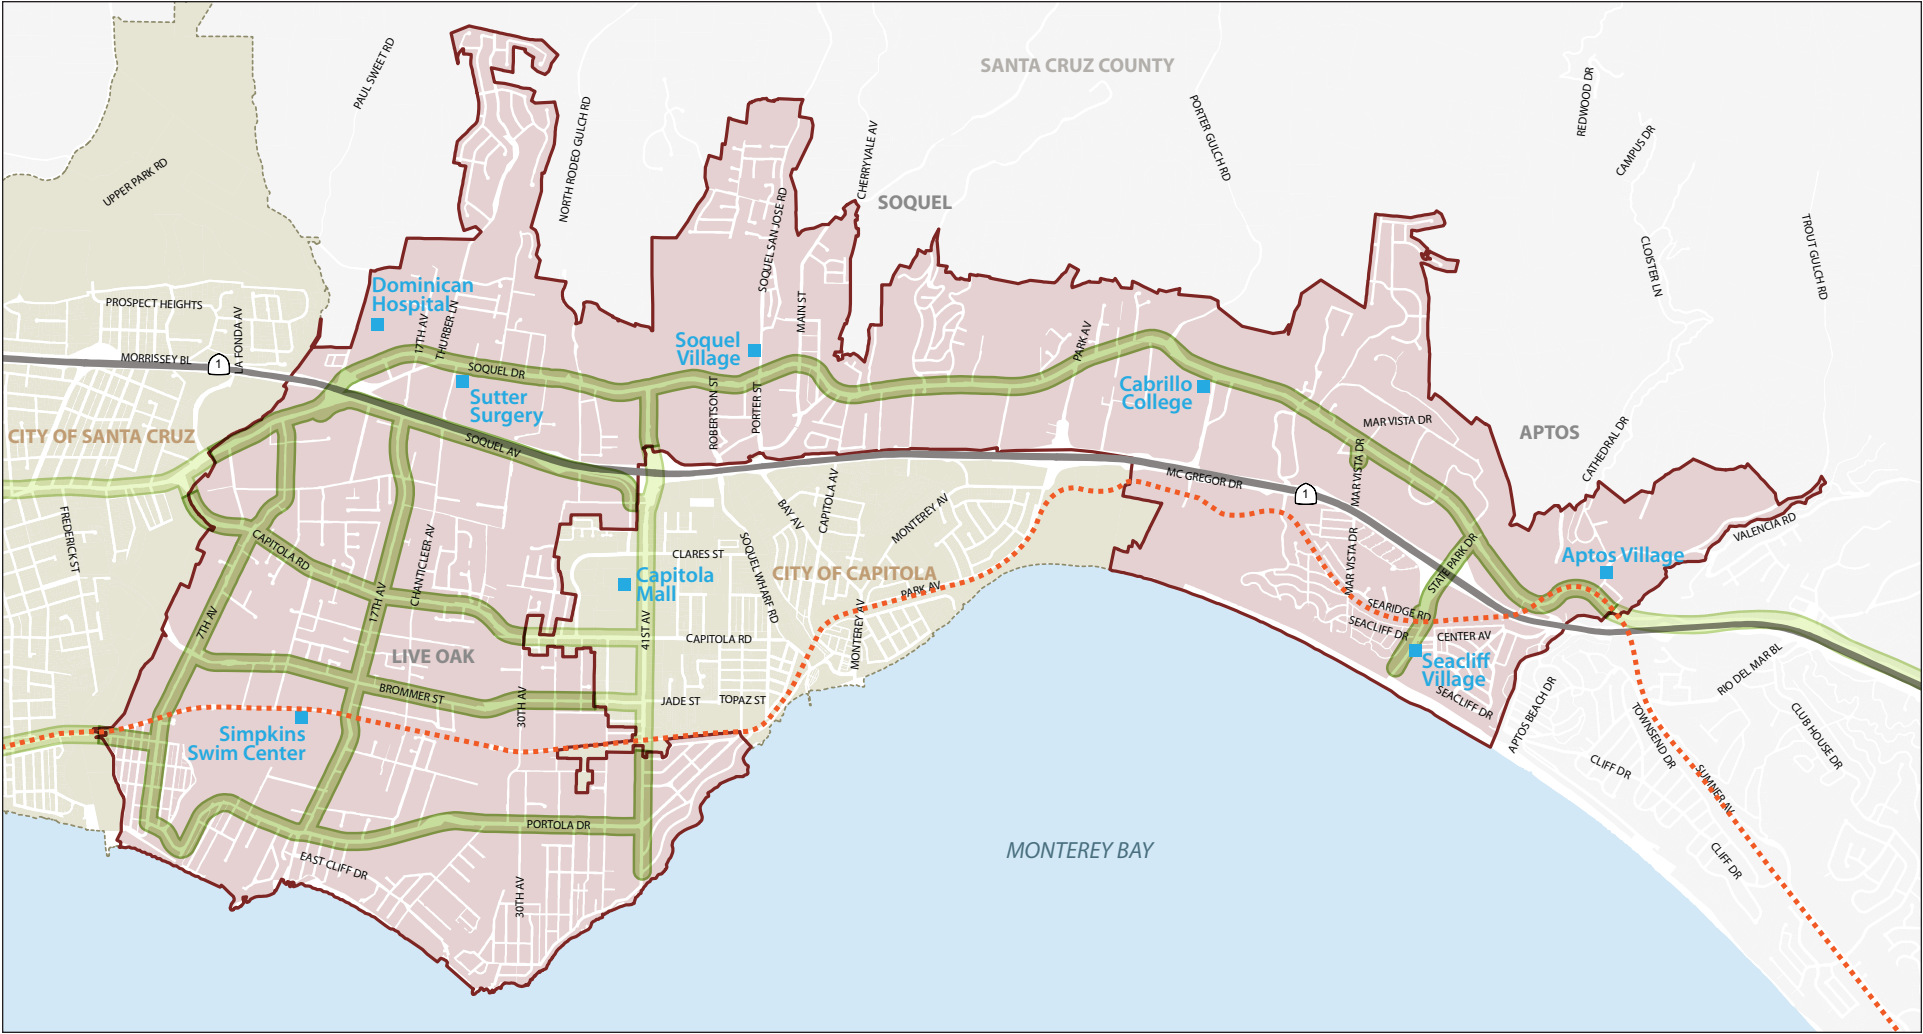 SANTA CRUZ COUNTY
PAUL SWEET RD
REDWOOD DR
NORTH RODEO GULCH RD
PORTER GULCH RD
CHERRYVALE AV
CAMPUS DR
UPPER PARK RD
SOQUEL
SOQUEL SAN JOSE RD
TROUT GULCH RD
CLOISTER LN
Dominican
Hospital
PROSPECT HEIGHTS
LA FONDA AV
17TH AV
THURBER LN
MAIN ST
Soquel
Village
PARK AV
MORRISSEY BL
1
SOQUEL DR
Sutter
Surgery
Cabrillo
College
ROBERTSON ST
PORTER ST
MAR VISTA DR
CITY OF SANTA CRUZ
SOQUEL AV
APTOS
CATHEDRAL DR
MAR VISTA DR
MC GREGOR DR
1
FREDERICK ST
BAY AV
CAPITOLA AV
MONTEREY AV
VALENCIA RD
CAPITOLA RD
CHANTICLEER AV
CLARES ST
SOQUEL WHARF RD
CITY OF CAPITOLA
Capitola
Mall
PARK AV
MAR VISTA DR
STATE PARK DR
Aptos Village
7TH AV
17TH AV
41ST AV
CAPITOLA RD
MONTEREY AV
SEARIDGE RD
SEACLIFF DR
CENTER AV
LIVE OAK
Seacliff
Village
RIO DEL MAR BL
BROMMER ST
30TH AV
JADE ST
TOPAZ ST
SEACLIFF DR
APTOS BEACH DR
TOWNSEND DR
CLUB HOUSE DR
Simpkins
Swim Center
CLIFF DR
SUMNER AV
PORTOLA DR
MONTEREY BAY
EAST CLIFF DR
30TH AV
CLIFF DR